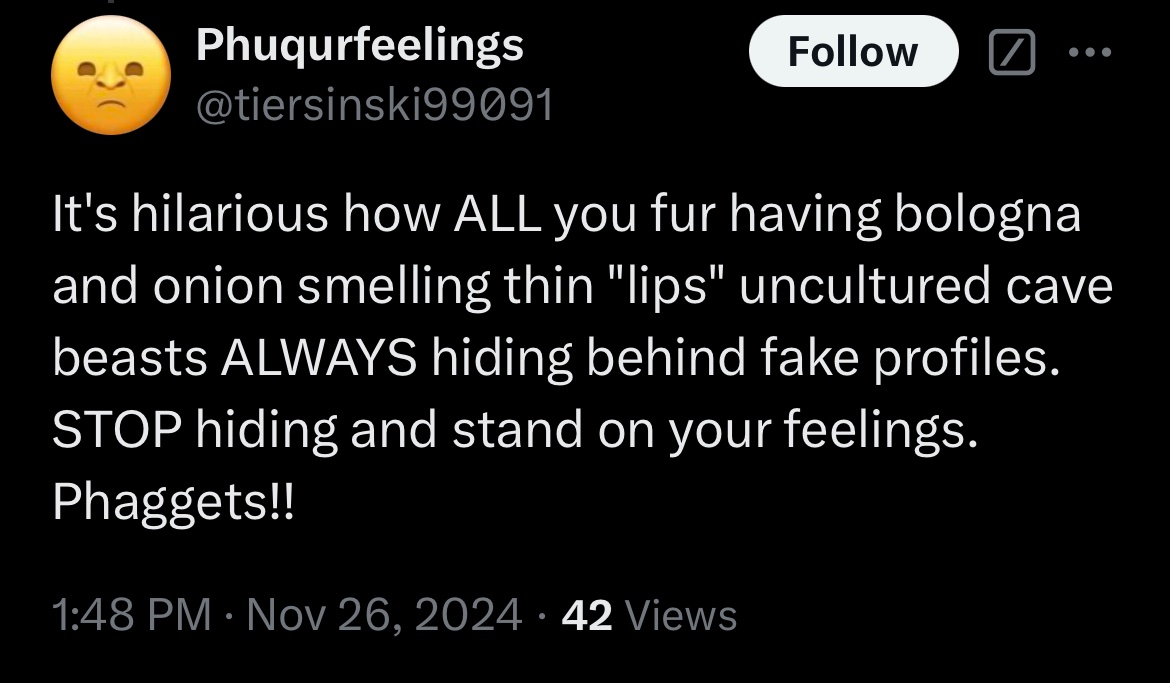 Phuqurfeelings
Follow
@tiersinski99091
It's hilarious how ALL you fur having bologna
and onion smelling thin "lips" uncultured cave
beasts ALWAYS hiding behind fake profiles.
STOP hiding and stand on your feelings.
Phaggets!!
1:48 PM · Nov 26, 2024 · 42 Views